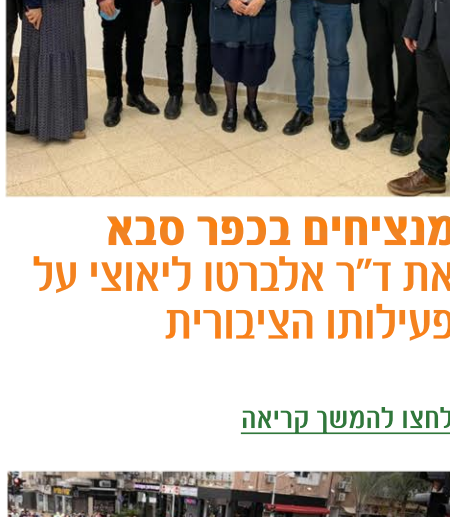 מנציחים בכפר סבא
את ד"ר אלברטו ליאוצי על
פעילותו הציבורית
לחצו להמשך קריאה